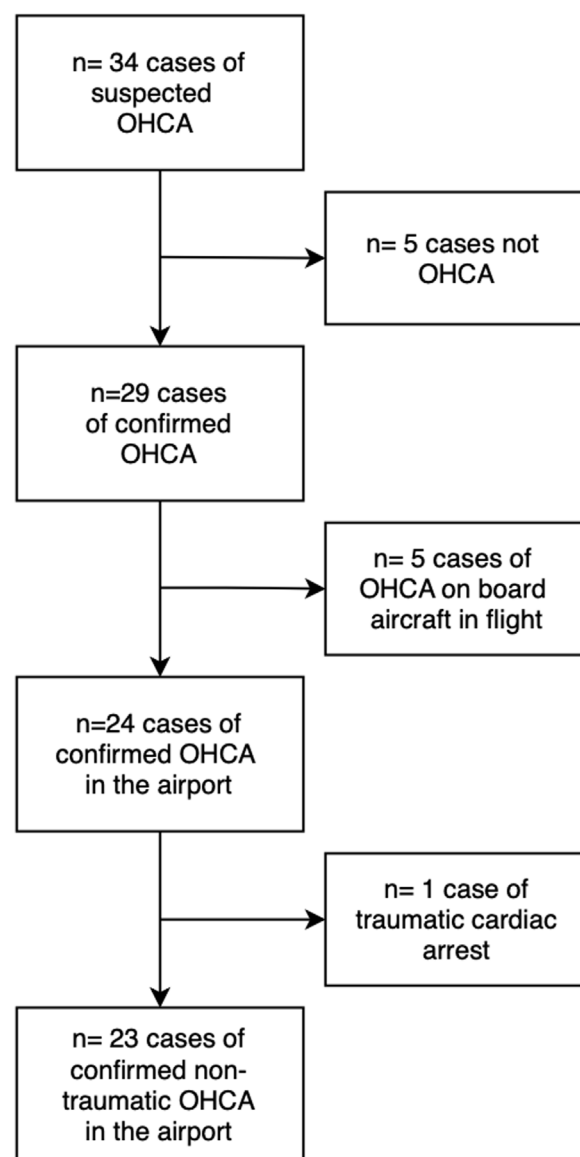 n= 34 cases of
suspected
OHCA
n= 5 cases not
OHCA
n=29 cases
of confirmed
OHCA
n= 5 cases of
OHCA on board
aircraft in flight
n=24 cases of
confirmed OHCA
in the airport
n= 1 case of
traumatic cardiac
arrest
n= 23 cases of
confirmed non-
traumatic OHCA
in the airport